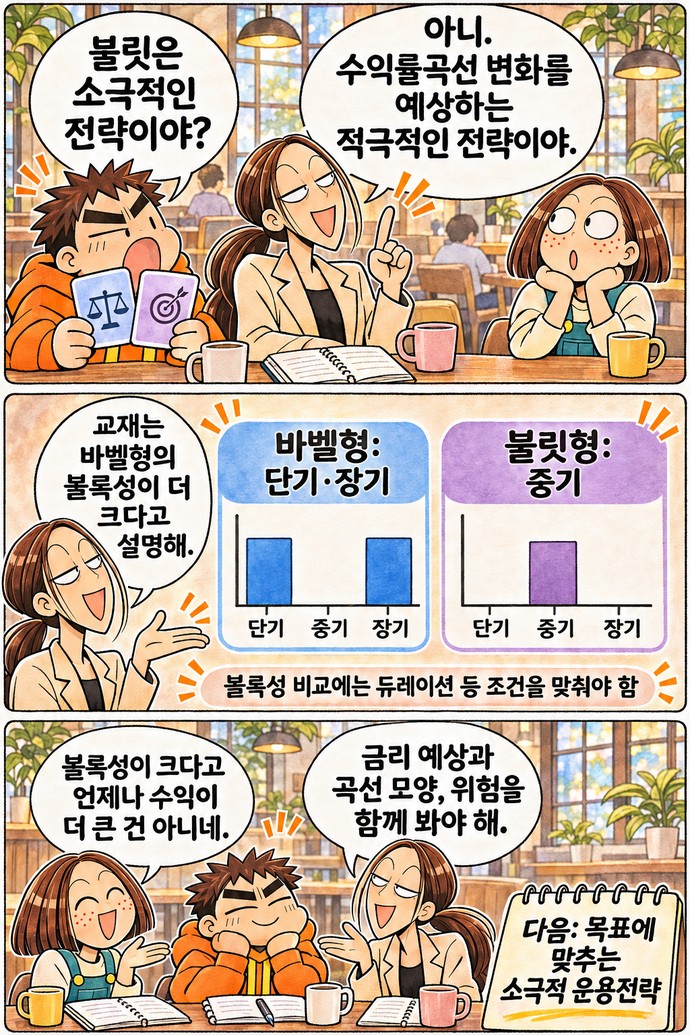 불릿은
소극적인
전략이야?
아니.
수익률곡선 변화를
예상하는
적극적인 전략이야.
교재는
바벨형의
볼록성이 더
크다고
설명해.
바벨형:
단기·장기
단기 중기 장기
불릿형:
중기
단기 중기 장기
볼록성 비교에는 듀레이션 등 조건을 맞춰야 함
볼록성이 크다고
언제나 수익이
더 큰 건 아니네.
금리 예상과
곡선 모양, 위험을
함께 봐야 해.
다음: 목표에
맞추는
소극적 운용전략